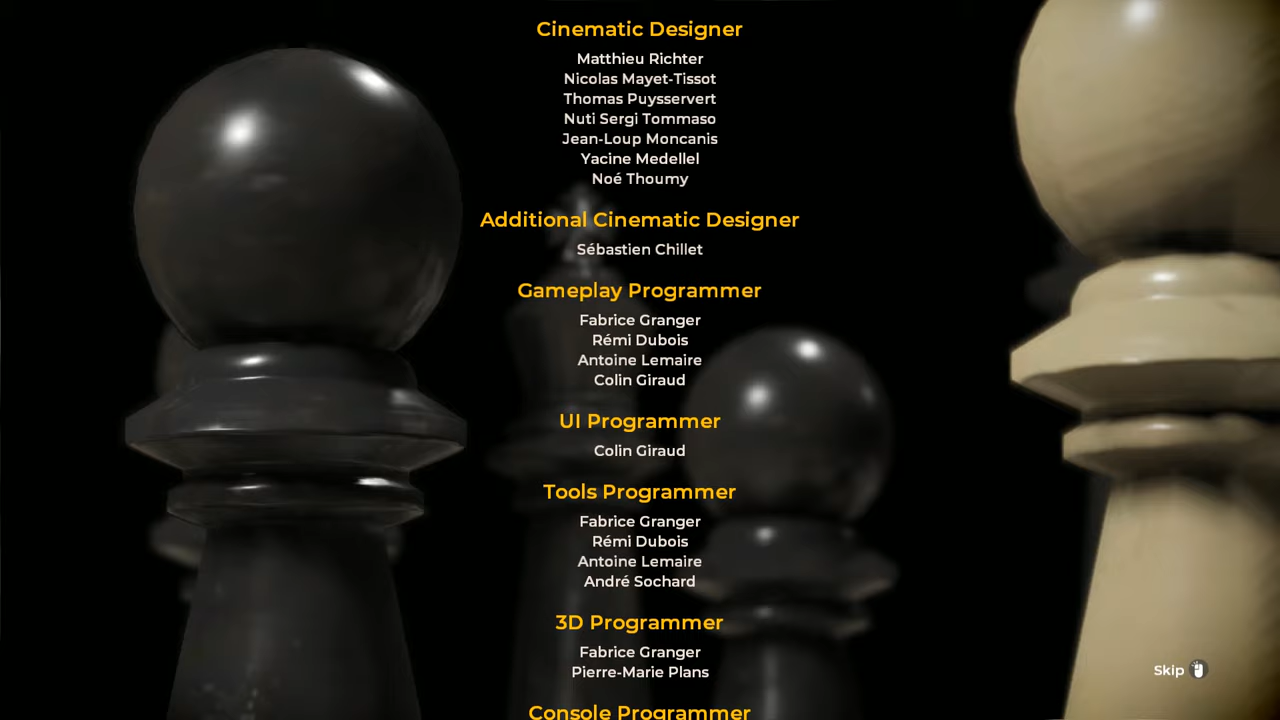 Cinematic Designer
Matthieu Richter
Nicolas Mayet-Tissot
Thomas Puysservert
Nuti Sergi Tommaso
Jean-Loup Moncanis
Yacine Medellel
Noé Thoumy
Additional Cinematic Designer
Sébastien Chillet
Gameplay Programmer
Fabrice Granger
Rémi Dubois
Antoine Lemaire
Colin Giraud
UI Programmer
Colin Giraud
Tools Programmer
Fabrice Granger
Rémi Dubois
Antoine Lemaire
André Sochard
3D Programmer
Fabrice Granger
Pierre-Marie Plans
Skip
Console Programmer